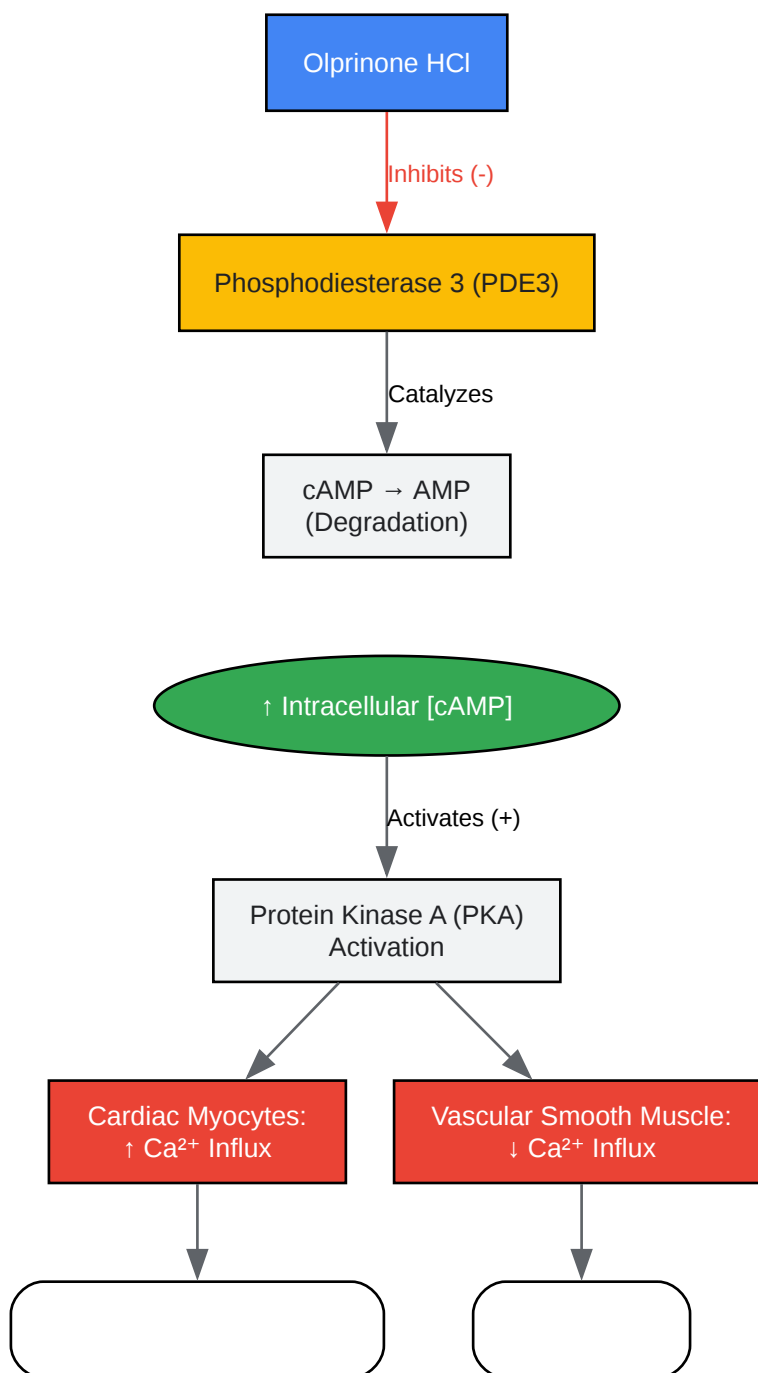 Olprinone HCl
Inhibits (-)
Phosphodiesterase 3 (PDE3)
Catalyzes
cAMP → AMP
(Degradation)
↑ Intracellular [cAMP]
Activates (+)
Protein Kinase A (PKA)
Activation
Cardiac Myocytes:
↑ Ca²⁺ Influx
Vascular Smooth Muscle:
↓ Ca²⁺ Influx